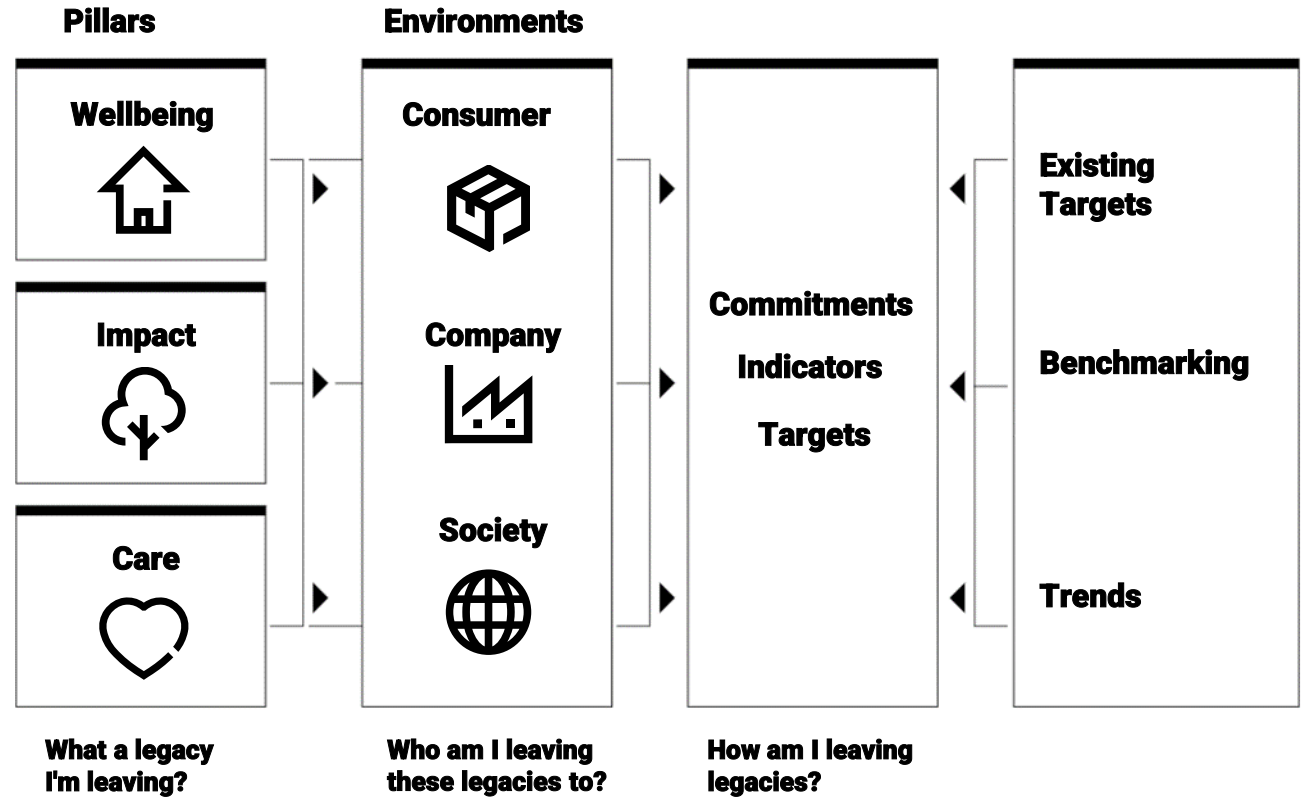 Pillars
Environments
Wellbeing
Impact
Care
Consumer
Company
Society
Commitments
Indicators
Targets
Existing
Targets
Benchmarking
Trends
What a legacy
I'm leaving?
Who am I leaving
these legacies to?
How am I leaving
legacies?